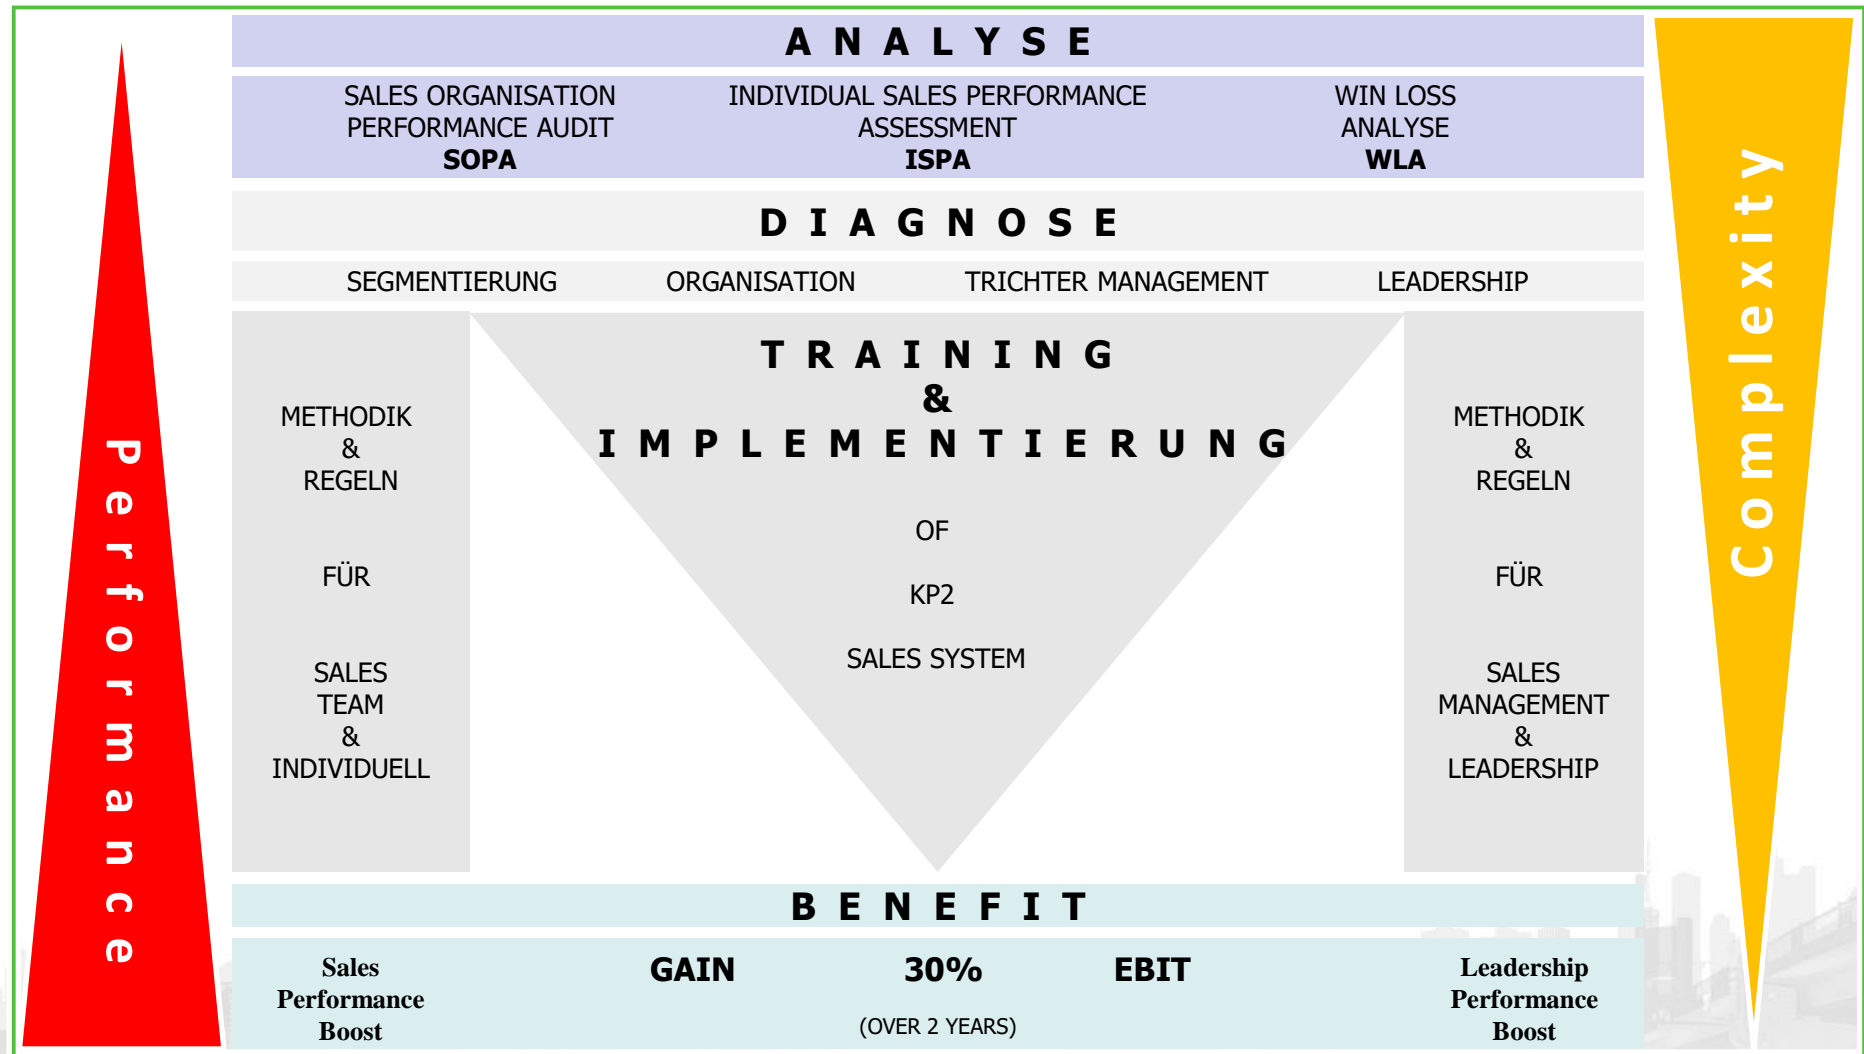 A N A L Y S E
SALES ORGANISATION
PERFORMANCE AUDIT
SOPA
INDIVIDUAL SALES PERFORMANCE
ASSESSMENT
ISPA
WIN LOSS
ANALYSE
WLA
D I A G N O S E
SEGMENTIERUNG
ORGANISATION
TRICHTER MANAGEMENT
LEADERSHIP
Performance
METHODIK
&
REGELN
FÜR
SALES
TEAM
&
INDIVIDUELL
T R A I N I N G
&
I M P L E M E N T I E R U N G
OF
KP2
SALES SYSTEM
METHODIK
&
REGELN
FÜR
SALES
MANAGEMENT
&
LEADERSHIP
Complexity
B E N E F I T
Sales
Performance
Boost
GAIN
30%
EBIT
(OVER 2 YEARS)
Leadership
Performance
Boost